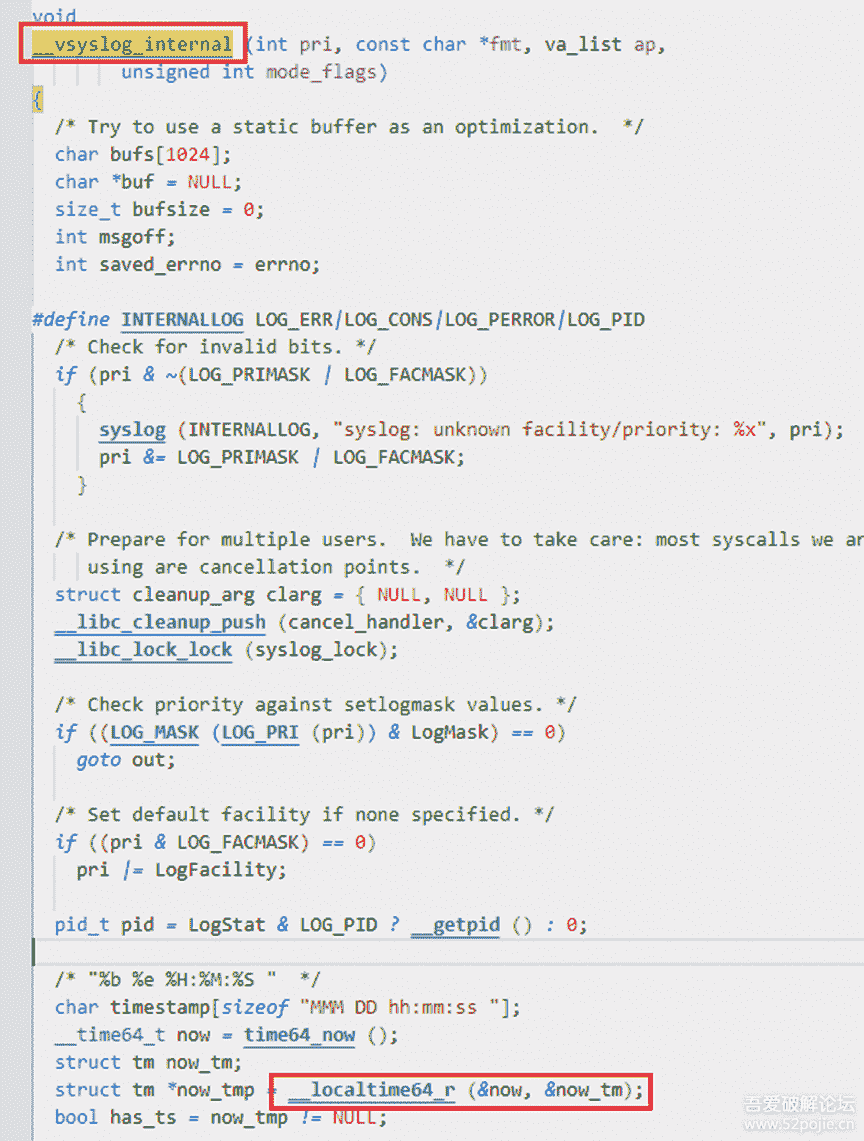 void
__vsyslog_internal (int pri, const char *fmt, va_list ap,
unsigned int mode_flags)
{
/* Try to use a static buffer as an optimization.  */
char bufs[1024];
char *buf = NULL;
size_t bufsize = 0;
int msgoff;
int saved_errno = errno;
#define INTERNALLOG LOG_ERR|LOG_CONS|LOG_PERROR|LOG_PID
/* Check for invalid bits. */
if (pri & ~(LOG_PRIMASK | LOG_FACMASK))
{
syslog (INTERNALLOG, "syslog: unknown facility/priority: %x", pri);
pri &= LOG_PRIMASK | LOG_FACMASK;
}
/* Prepare for multiple users.  We have to take care: most syscalls we ar
using are cancellation points.  */
struct cleanup_arg clarg = { NULL, NULL };
__libc_cleanup_push (cancel_handler, &clarg);
__libc_lock_lock (syslog_lock);
/* Check priority against setlogmask values. */
if ((LOG_MASK (LOG_PRI (pri)) & LogMask) == 0)
goto out;
/* Set default facility if none specified. */
if ((pri & LOG_FACMASK) == 0)
pri |= LogFacility;
pid_t pid = LogStat & LOG_PID ? __getpid () : 0;
/* "%b %e %H:%M:%S "  */
char timestamp[sizeof "MMM DD hh:mm:ss "];
__time64_t now = time64_now ();
struct tm now_tm;
struct tm *now_tmp = __localtime64_r (&now, &now_tm);
bool has_ts = now_tmp != NULL;
吾爱破解论坛
www.52pojie.cn